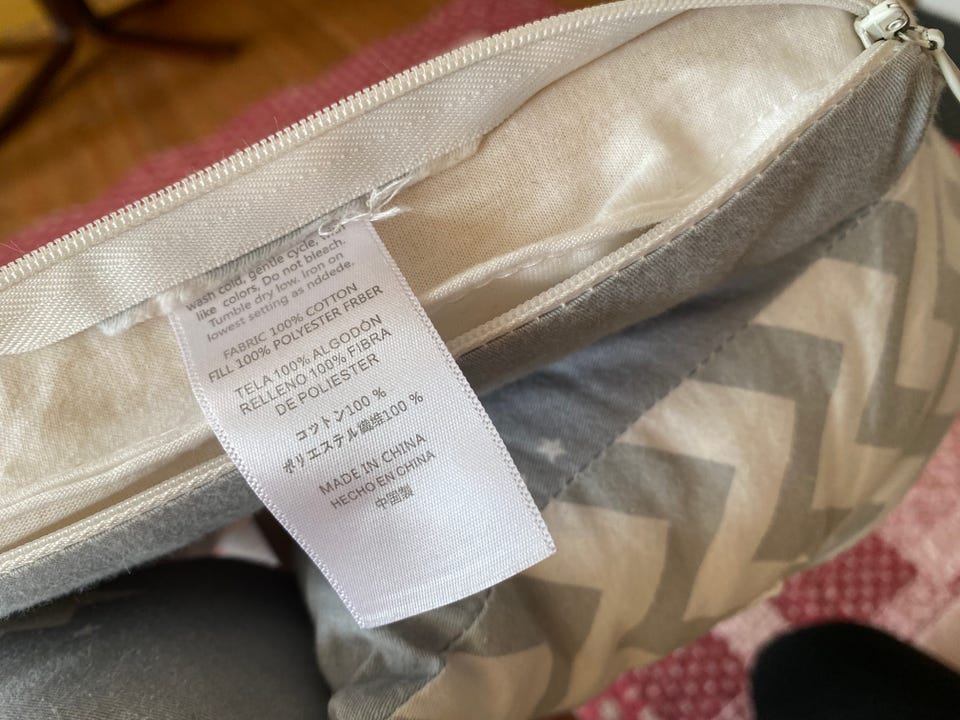 wash cold, gentle cycle, with
like colors, Do not bleach.
Tumble dry low. Iron on
lowest setting as nddede.
FABRIC 100% COTTON
FILL 100% POLYESTER FRBER
TELA 100% ALGODÓN
RELLENO 100% FIBRA
DE POLIESTER
コットン100 %
ポリエステル繊维100 %
MADE IN CHINA
HECHO EN CHINA
中国製